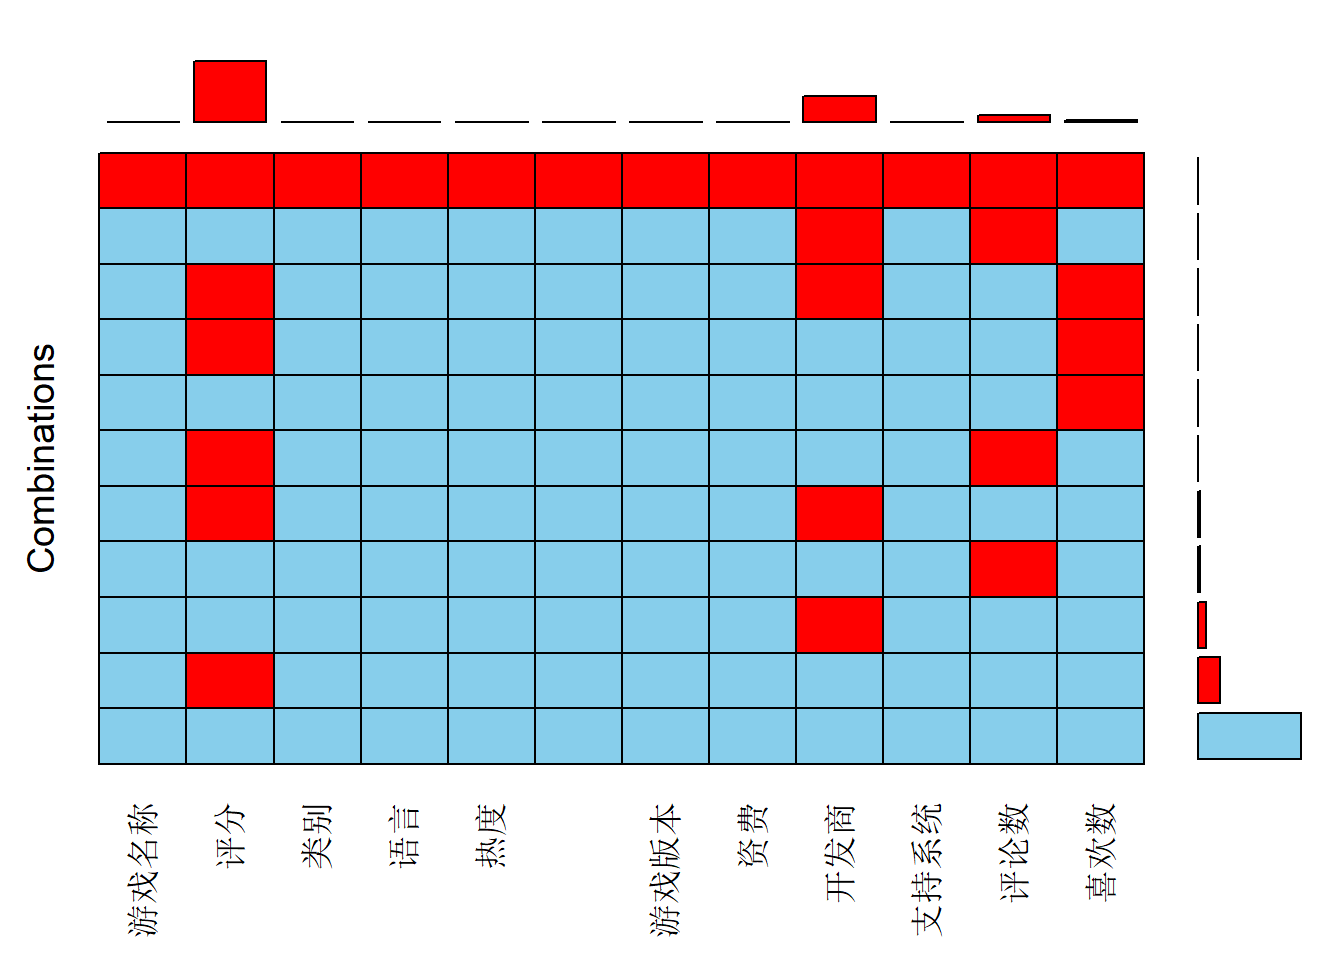 Combinations
游戏名称
评分
类别
语言
热度
游戏版本
资费
开发商
支持系统
评论数
喜欢数